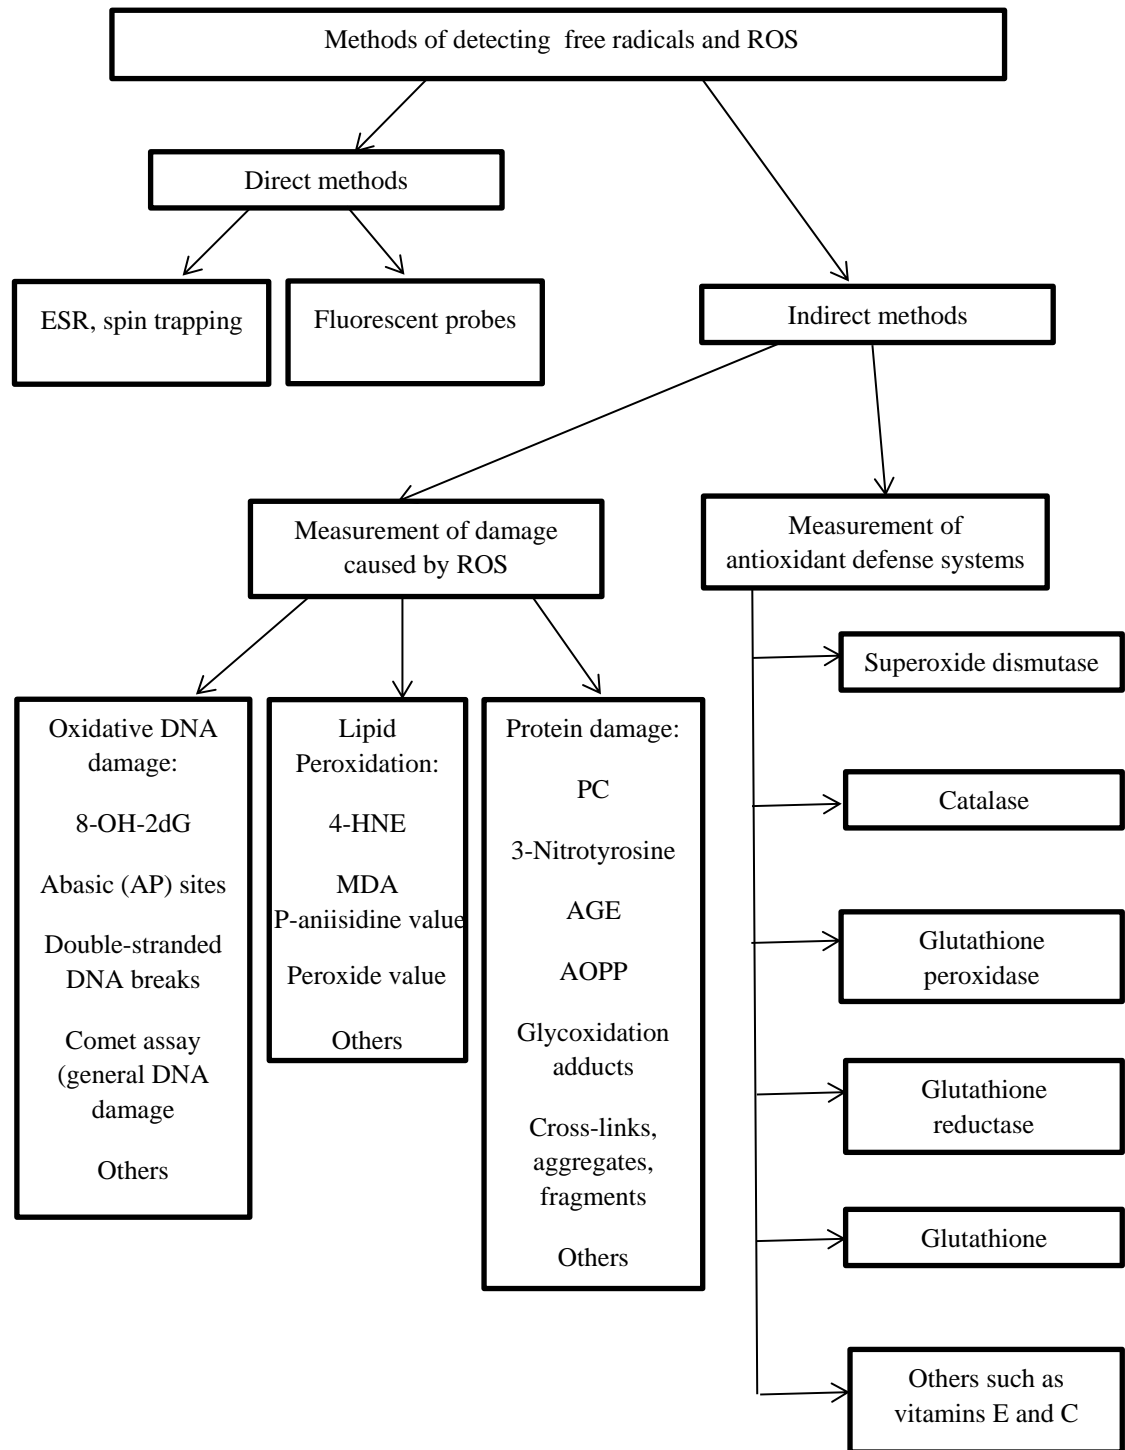 Methods of detecting  free radicals and ROS
Direct methods
ESR, spin trapping
Fluorescent probes
Indirect methods
Measurement of damage
caused by ROS
Measurement of
antioxidant defense systems
Oxidative DNA
damage:
8-OH-2dG
Abasic (AP) sites
Double-stranded
DNA breaks
Comet assay
(general DNA
damage
Others
Lipid
Peroxidation:
4-HNE
MDA
P-aniisidine value
Peroxide value
Others
Protein damage:
PC
3-Nitrotyrosine
AGE
AOPP
Glycoxidation
adducts
Cross-links,
aggregates,
fragments
Others
Superoxide dismutase
Catalase
Glutathione
peroxidase
Glutathione
reductase
Glutathione
Others such as
vitamins E and C